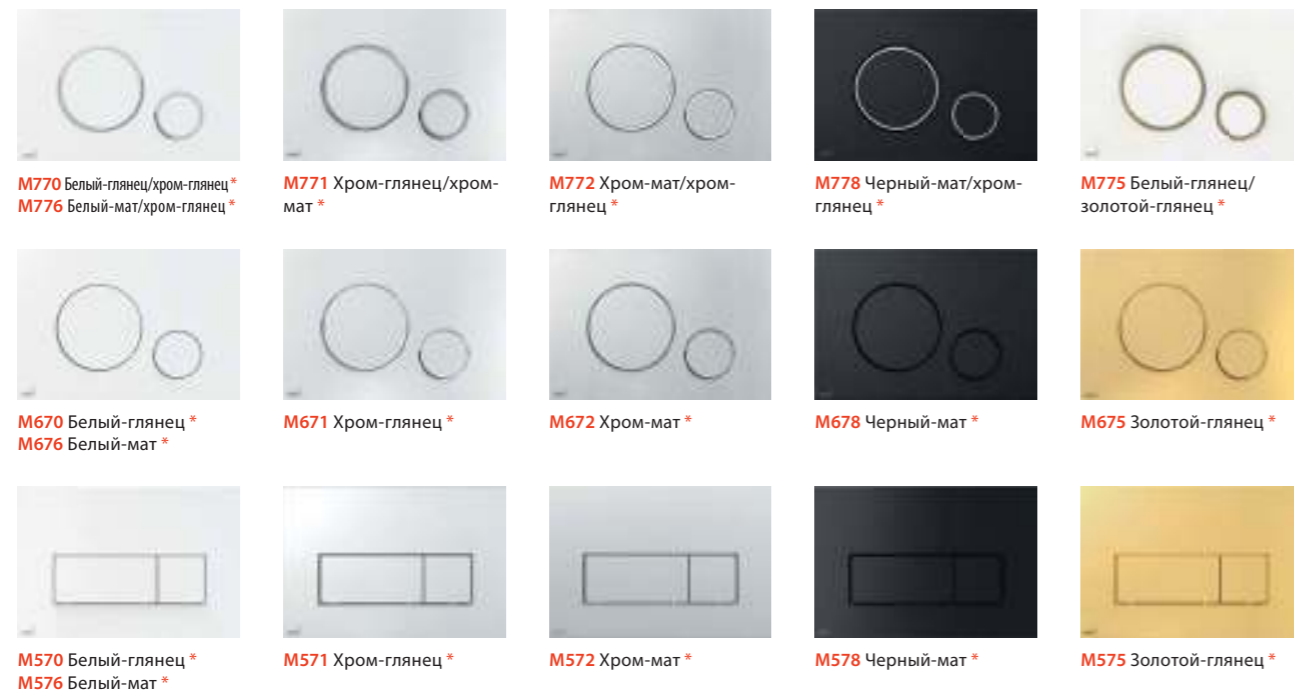 M770 Белый-глянец/хром-глянец *
M776 Белый-мат/хром-глянец *
M771 Хром-глянец/хром-
мат *
M772 Хром-мат/хром-
глянец *
M778 Черный-мат/хром-
глянец *
M775 Белый-глянец/
золотой-глянец *
M670 Белый-глянец *
M676 Белый-мат *
M671 Хром-глянец *
M672 Хром-мат *
M678 Черный-мат *
M675 Золотой-глянец *
M570 Белый-глянец *
M576 Белый-мат *
M571 Хром-глянец *
M572 Хром-мат *
M578 Черный-мат *
M575 Золотой-глянец *